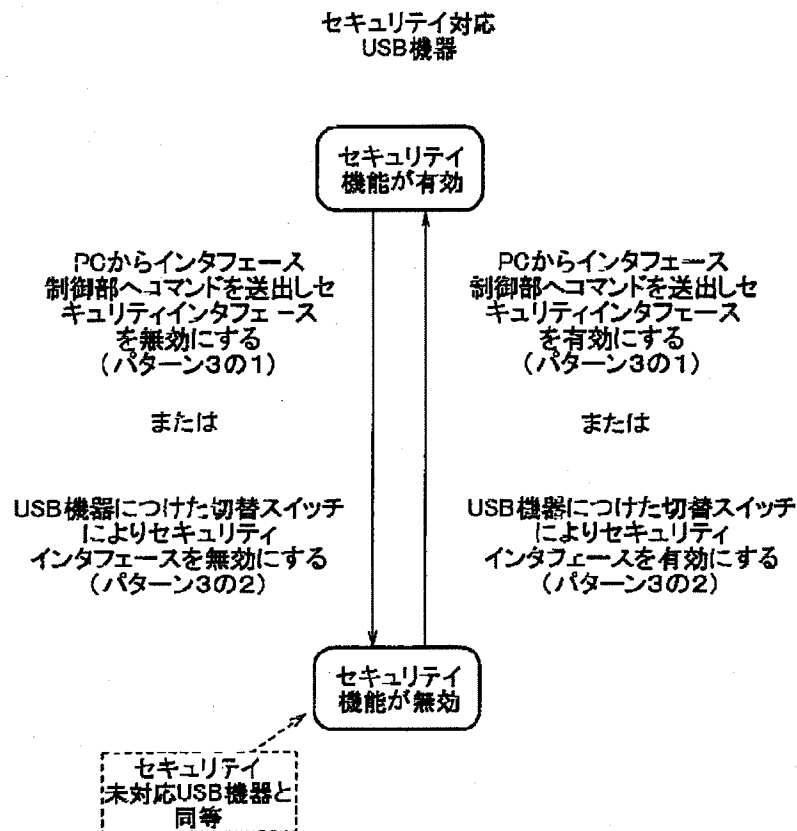 セキュリテイ対応
USB機器
セキュリテイ
機能が有効
PCからインタフェース
制御部へコマンドを送出しセ
キュリティインタフェース
を無効にする
(パターン3の1)
または
USB機器につけた切替スイッチ
によりセキュリティ
インタフェースを無効にする
(パターン3の2)
PCからインタフェース
制御部へコマンドを送出しセ
キュリティインタフェース
を有効にする
(パターン3の1)
または
USB機器につけた切替スイッチ
によりセキュリティ
インタフェースを有効にする
(パターン3の2)
セキュリテイ
機能が無効
セキュリテイ
未対応USB機器と
同等